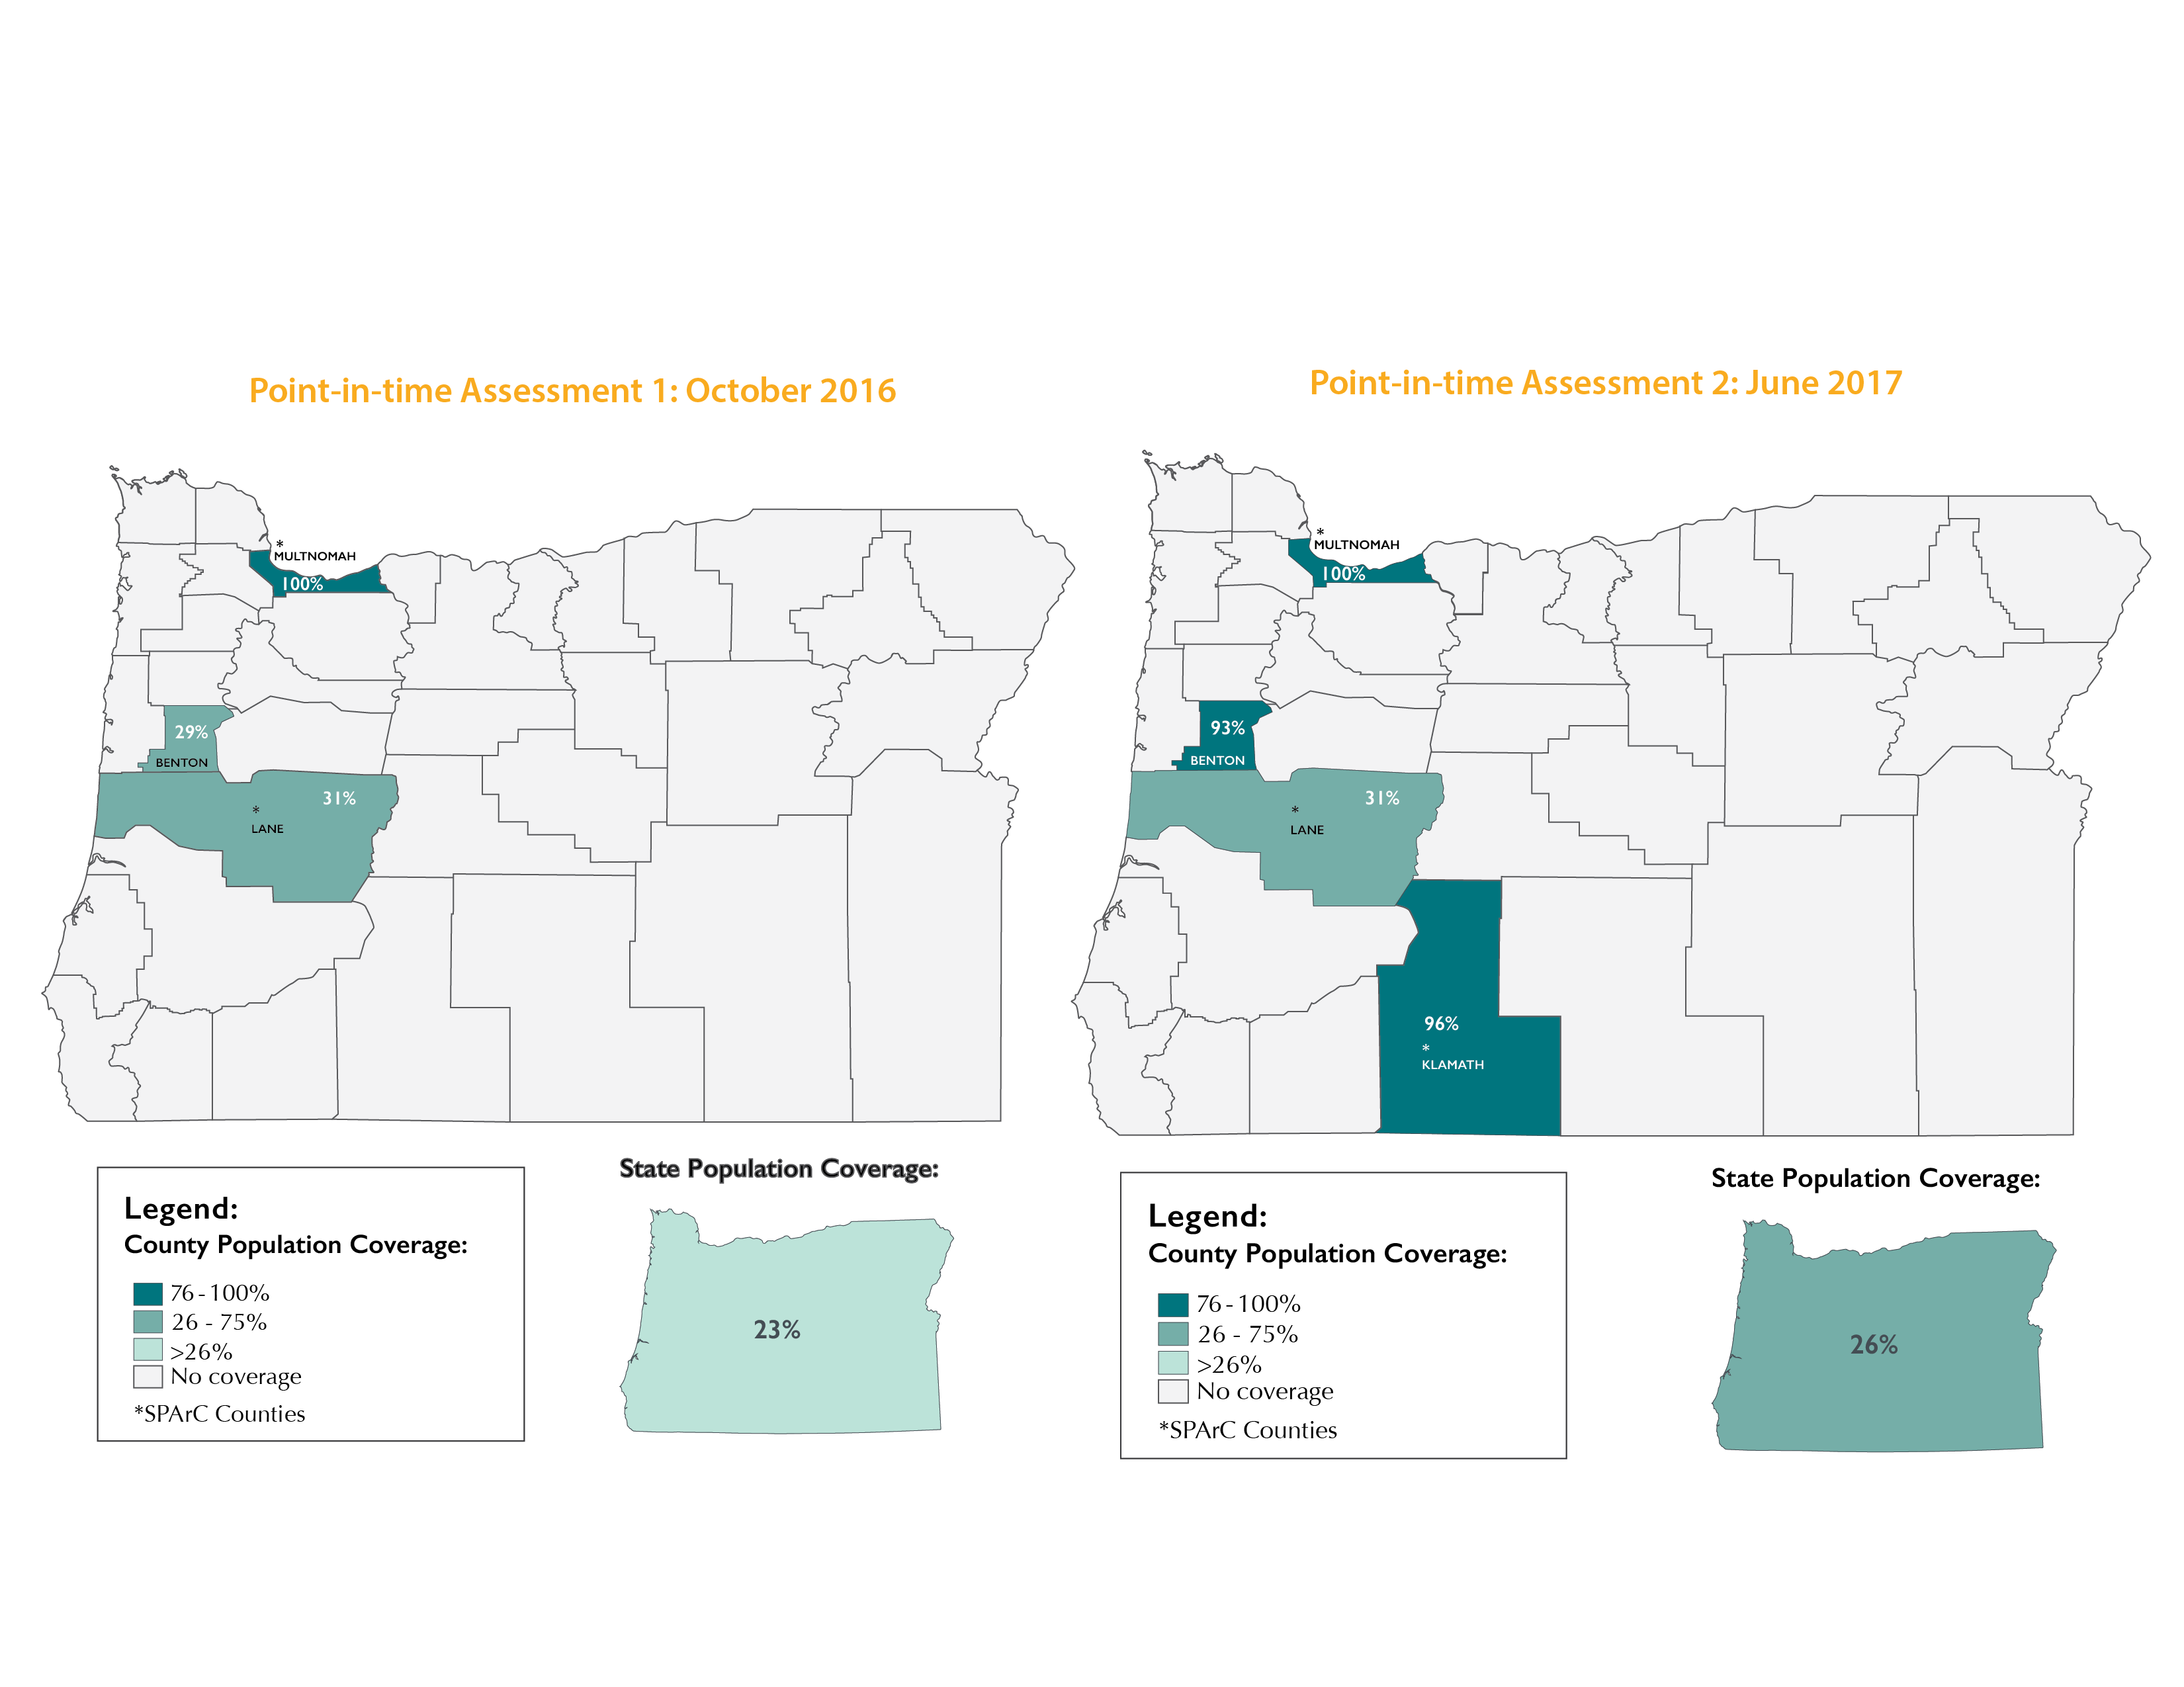 Point-in-time Assessment 1: October 2016
*
MULTNOMAH
100%
29%
BENTON
31%
*
LANE
Legend:
County Population Coverage:
76 - 100%
26 - 75%
>26%
No coverage
*SPArC Counties
State Population Coverage:
23%
Point-in-time Assessment 2: June 2017
*
MULTNOMAH
100%
93%
BENTON
31%
*
LANE
96%
*
KLAMATH
Legend:
County Population Coverage:
76 - 100%
26 - 75%
>26%
No coverage
*SPArC Counties
State Population Coverage:
26%